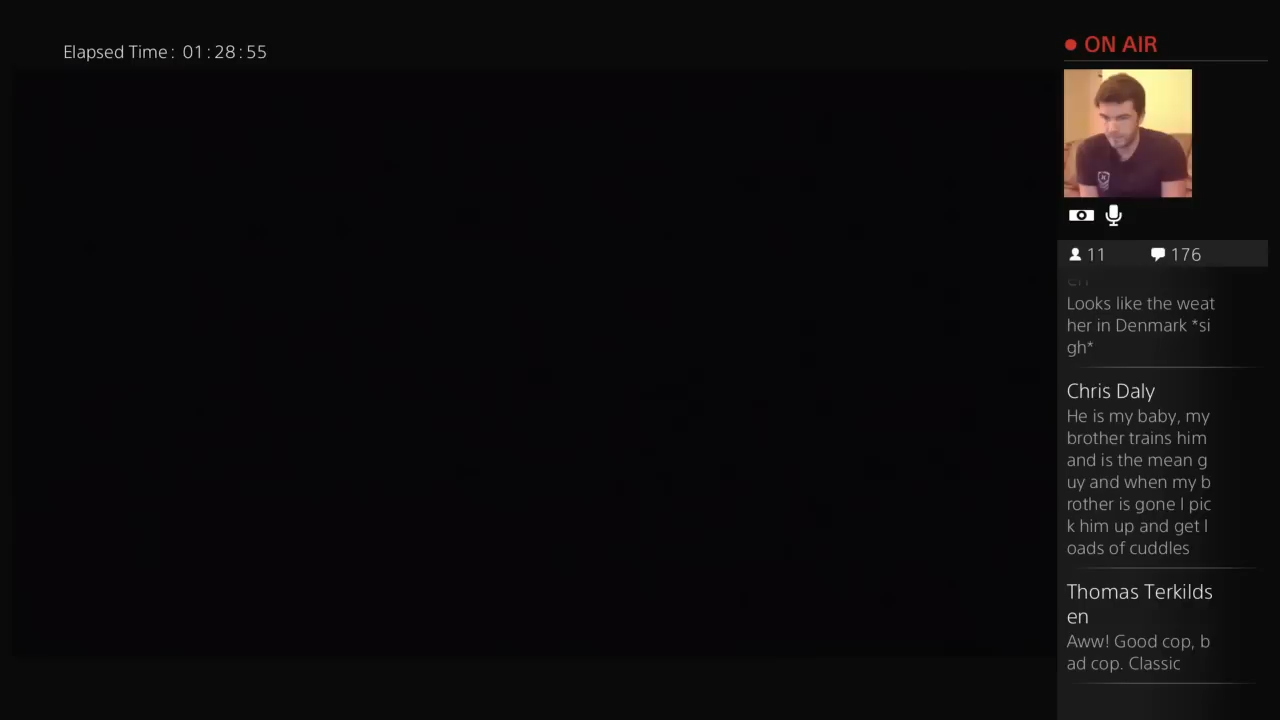 Elapsed Time: 01:28:55
ON AIR
11 176
en
Looks like the weat
her in Denmark *si
gh*
Chris Daly
He is my baby, my
brother trains him
and is the mean g
uy and when my b
rother is gone I pic
k him up and get l
oads of cuddles
Thomas Terkilds
en
Aww! Good cop, b
ad cop. Classic